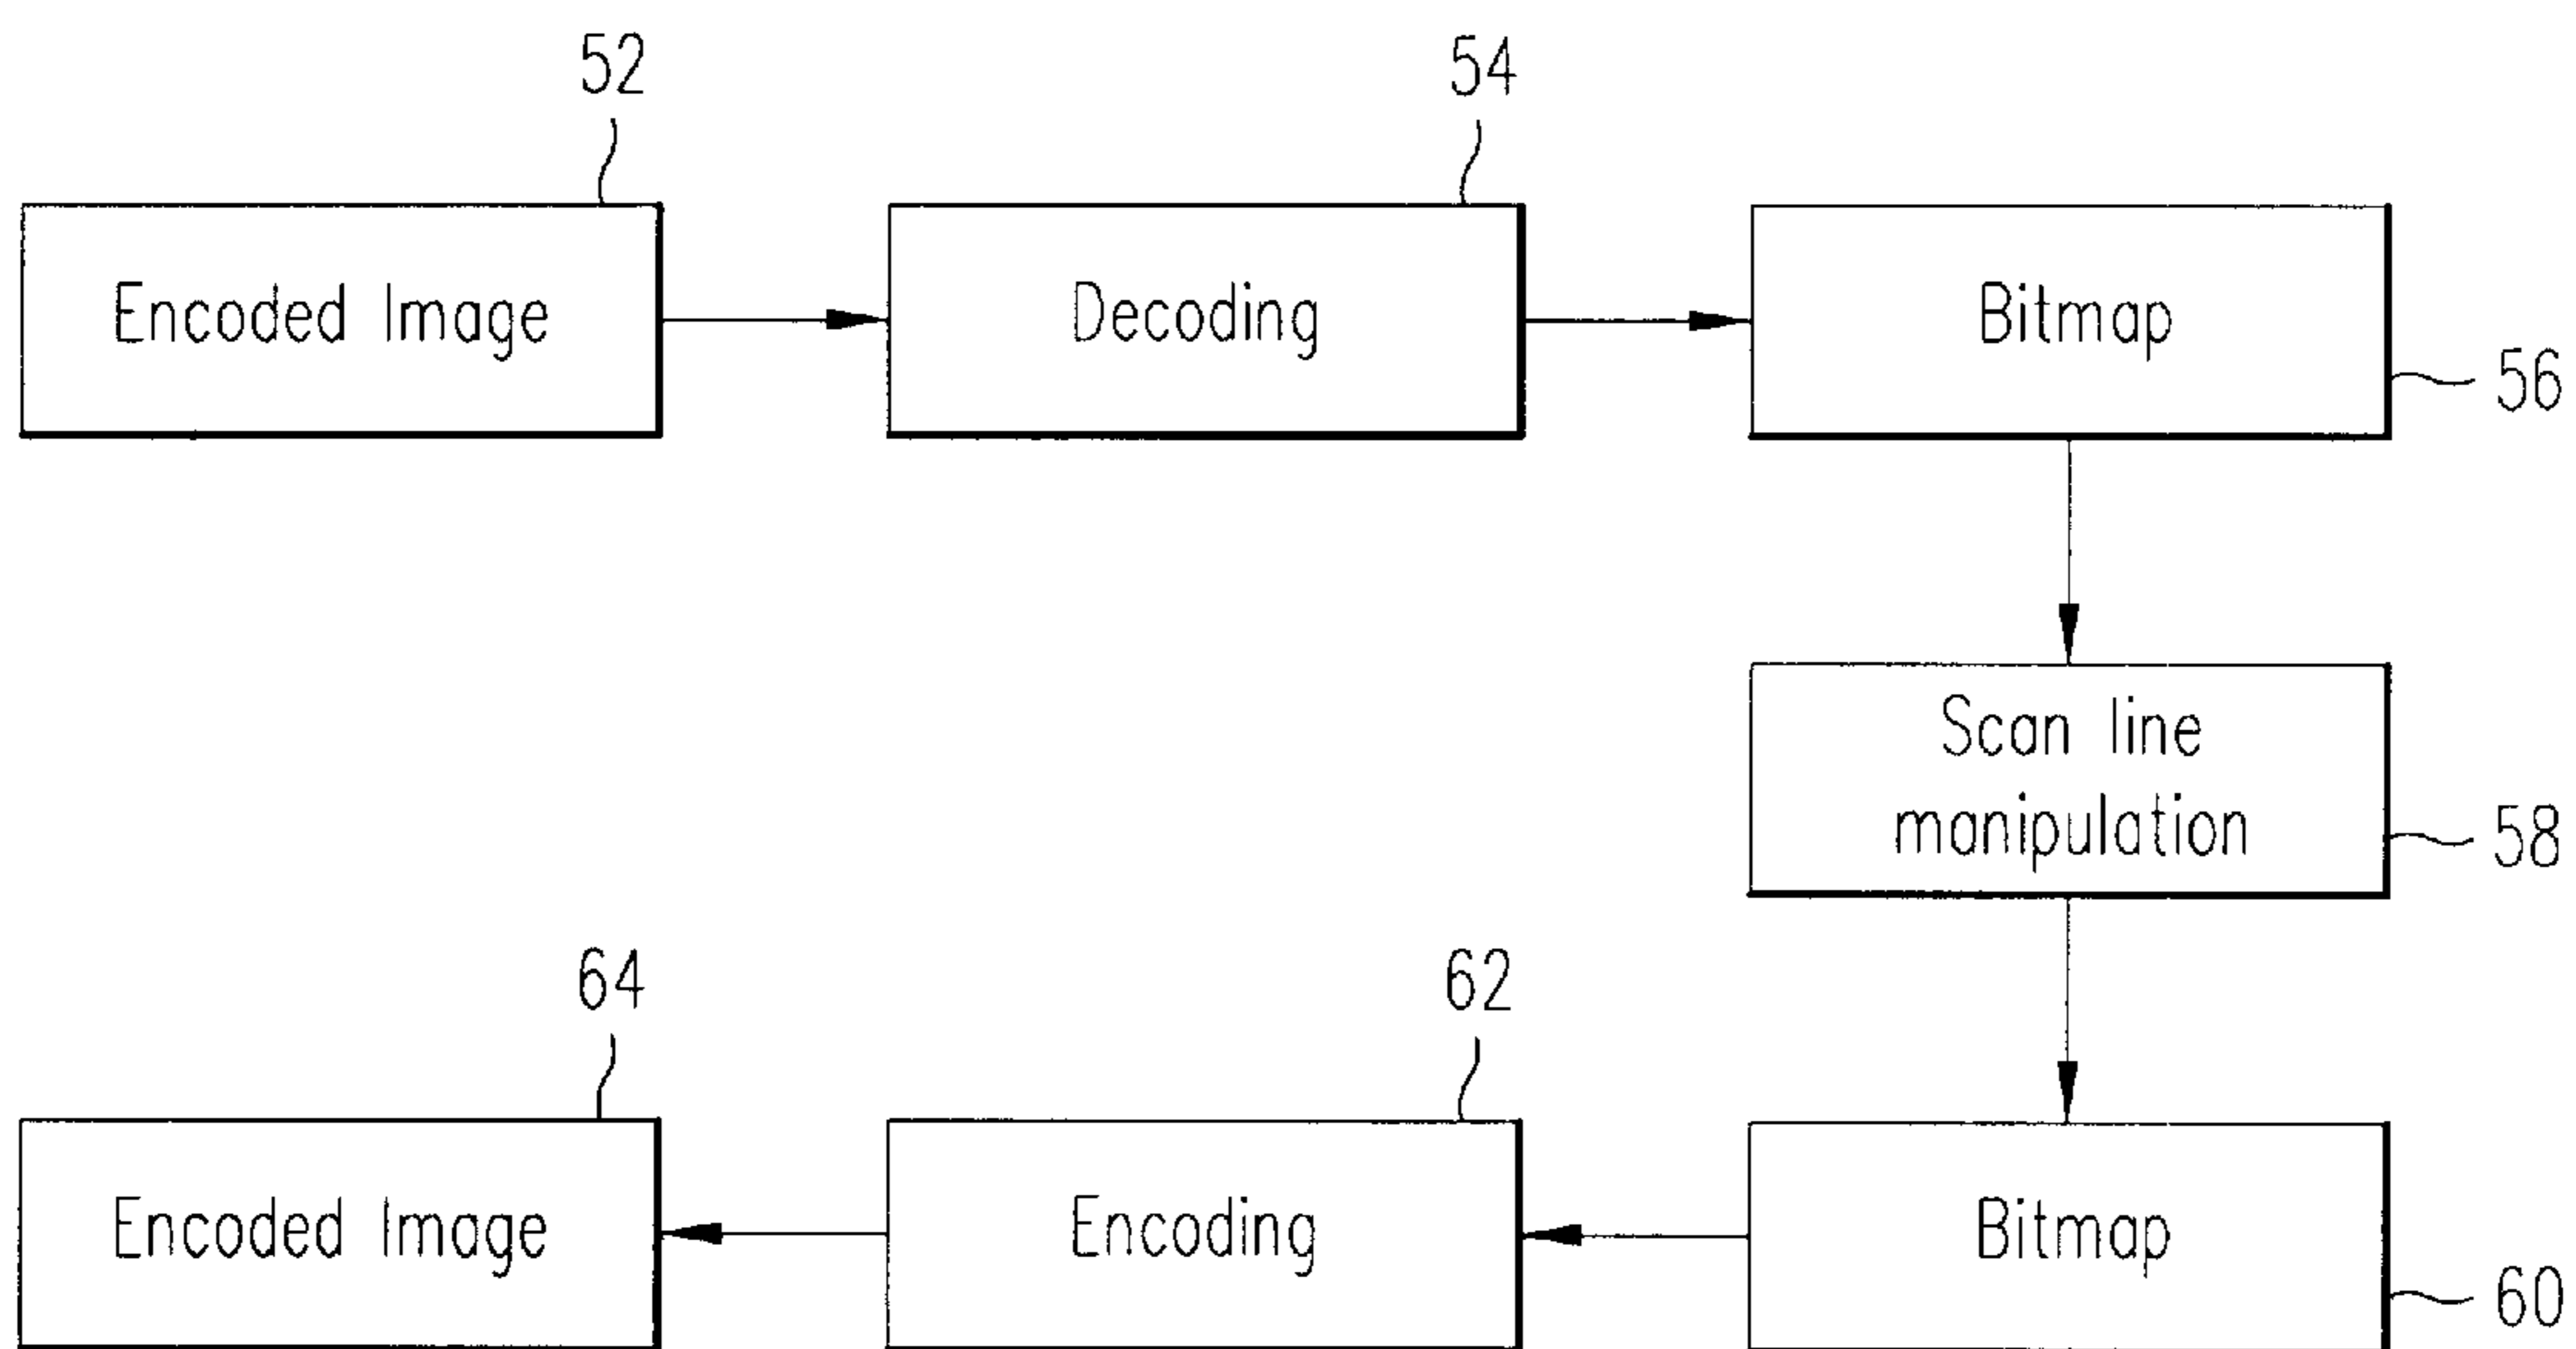 52
54
Encoded Image
Decoding
Bitmap
56
Scan line
manipulation
58
64
62
Encoded Image
Encoding
Bitmap
60